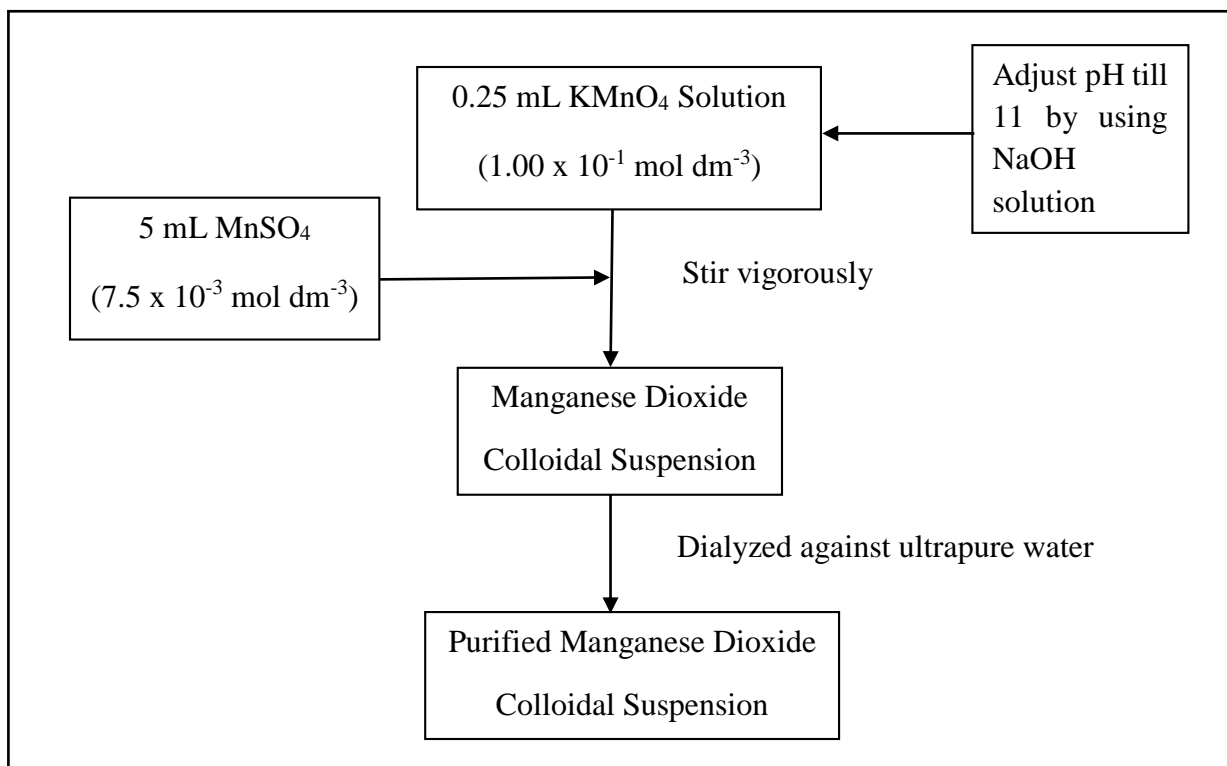 0.25 mL KMnO₄ Solution
(1.00 x 10⁻¹ mol dm⁻³)
Adjust pH till
11 by using
NaOH
solution
5 mL MnSO₄
(7.5 x 10⁻³ mol dm⁻³)
Stir vigorously
Manganese Dioxide
Colloidal Suspension
Dialyzed against ultrapure water
Purified Manganese Dioxide
Colloidal Suspension